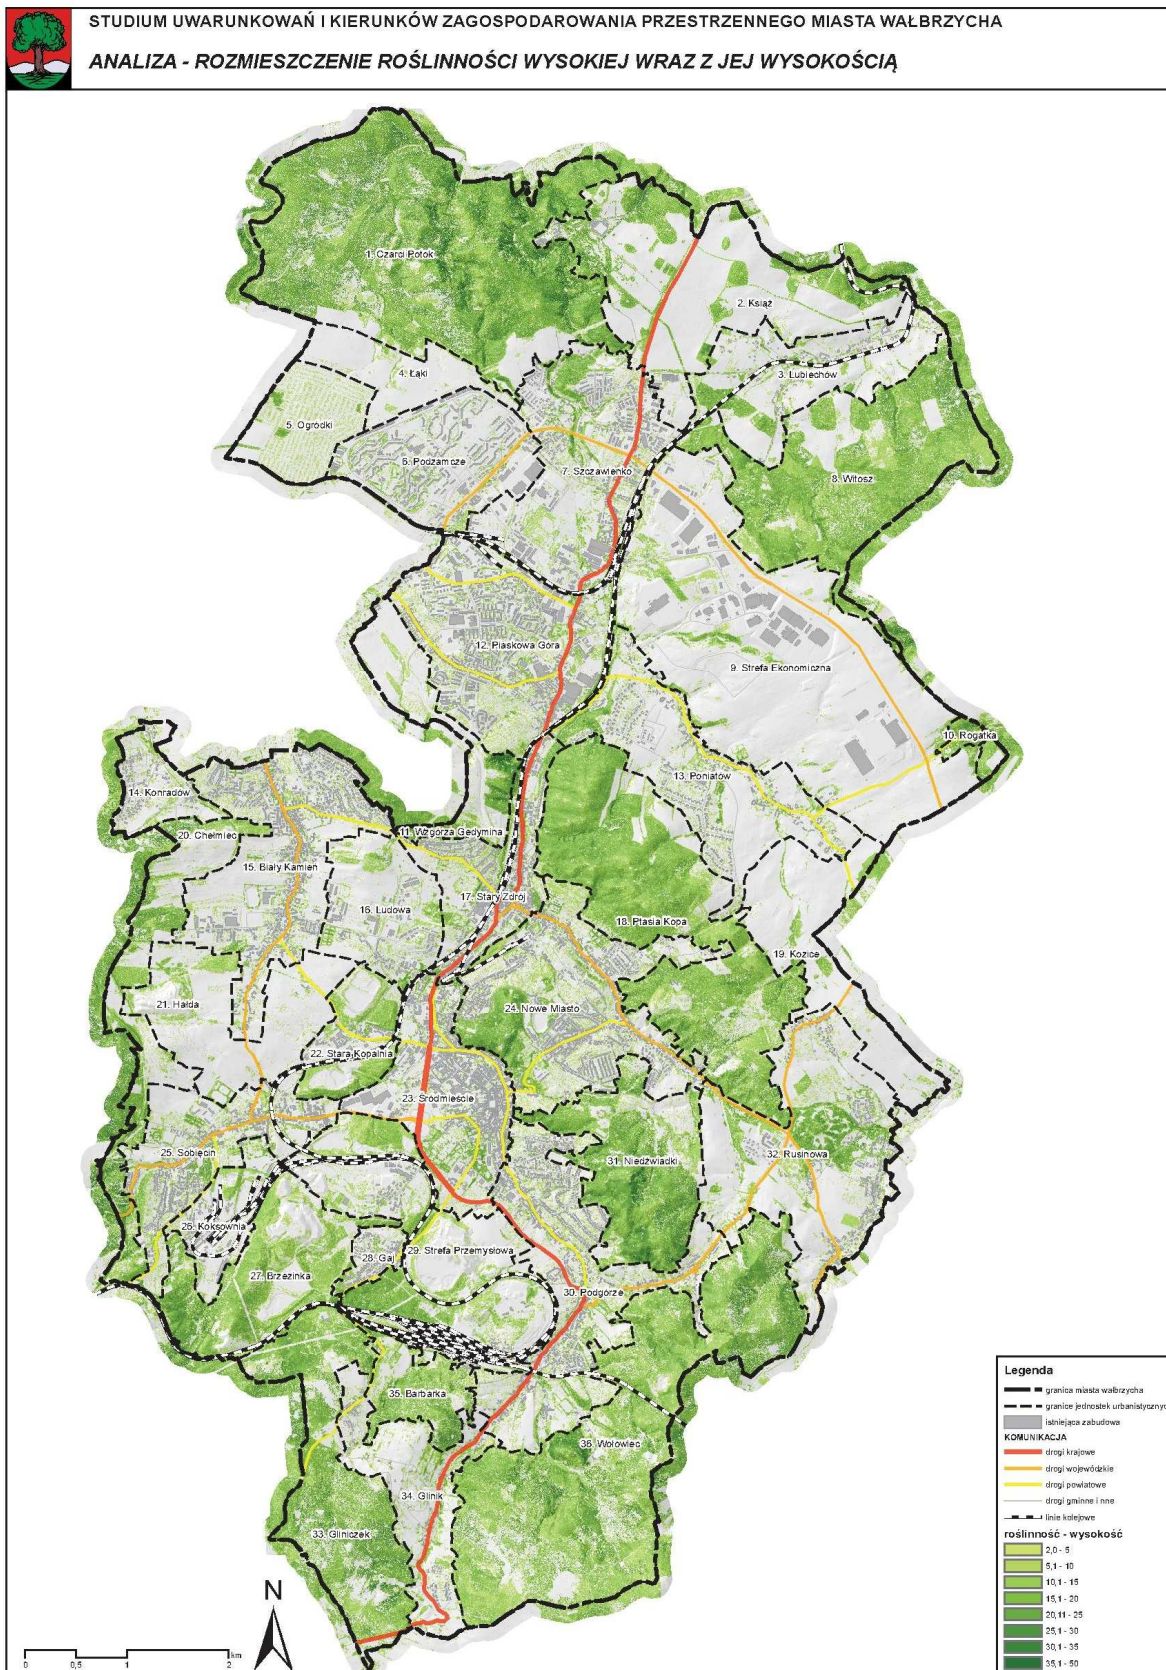 STUDIUM UWARUNKOWAŃ I KIERUNKÓW ZAGOSPODAROWANIA PRZESTRZENNEGO MIASTA WAŁBRZYCHA
ANALIZA - ROZMIESZCZENIE ROŚLINNOŚCI WYSOKIEJ WRAZ Z JEJ WYSOKOŚCIĄ
1. Czarci Potok
2. Książ
3. Lubiechów
4. Łąki
5. Ogródki
6. Podzamcze
7. Szczawienko
8. Witosz
9. Strefa Ekonomiczna
10. Rogatka
12. Piaskowa Góra
13. Poniatów
14. Konradów
11. Wzgórza Gedymina
20. Chełmiec
15. Biały Kamień
16. Ludowa
17. Stary Zdrój
18. Ptasia Kopa
19. Kozice
21. Hałda
24. Nowe Miasto
22. Stara Kopalnia
23. Śródmieście
25. Sobięcin
31. Niedźwiadki
32. Rusinowa
26. Koksownia
28. Gaj
29. Strefa Przemysłowa
27. Brzezinka
30. Podgórze
35. Barbarka
36. Wołowiec
34. Glinik
33. Gliniczek
N
0 0,5 1 2 km
Legenda
granica miasta wałbrzycha
granice jednostek urbanistycznyc
istniejąca zabudowa
KOMUNIKACJA
drogi krajowe
drogi wojewódzkie
drogi powiatowe
drogi gminne i inne
linie kolejowe
roślinność - wysokość
2,0 - 5
5,1 - 10
10,1 - 15
15,1 - 20
20,11 - 25
25,1 - 30
30,1 - 35
35,1 - 50